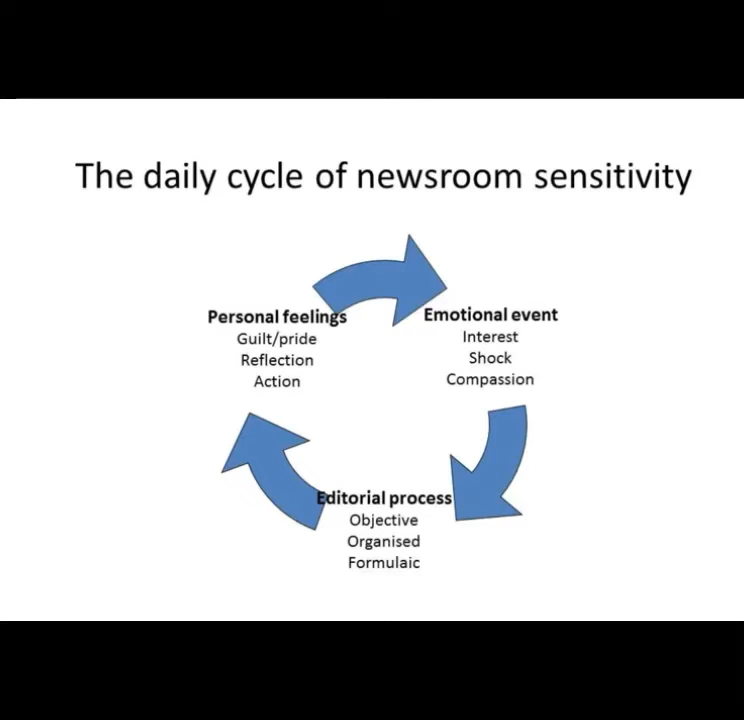 The daily cycle of newsroom sensitivity
Personal feelings
Guilt/pride
Reflection
Action
Emotional event
Interest
Shock
Compassion
Editorial process
Objective
Organised
Formulaic